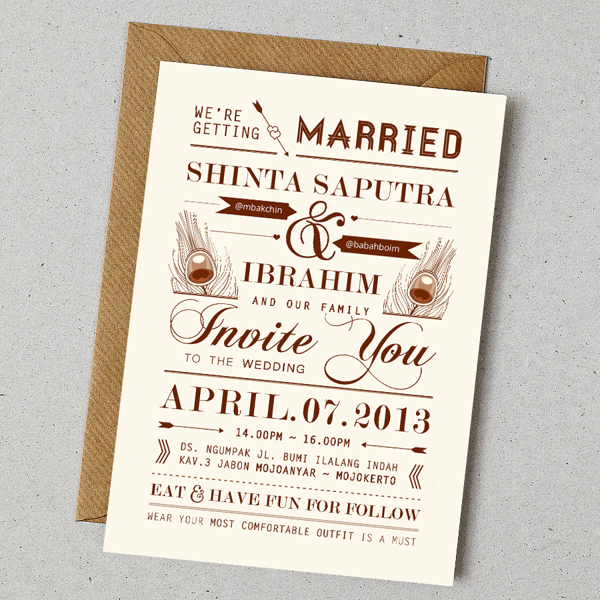 WE'RE
GETTING
MARRIED
SHINTA SAPUTRA
@mbakchin
&
@babahboim
IBRAHIM
AND OUR FAMILY
Invite You
TO THE WEDDING
APRIL.07.2013
14.00PM ~ 16.00PM
DS. NGUMPAK JL. BUMI ILALANG INDAH
KAV.3 JABON MOJOANYAR ~ MOJOKERTO
EAT & HAVE FUN FOR FOLLOW
WEAR YOUR MOST COMFORTABLE OUTFIT IS A MUST